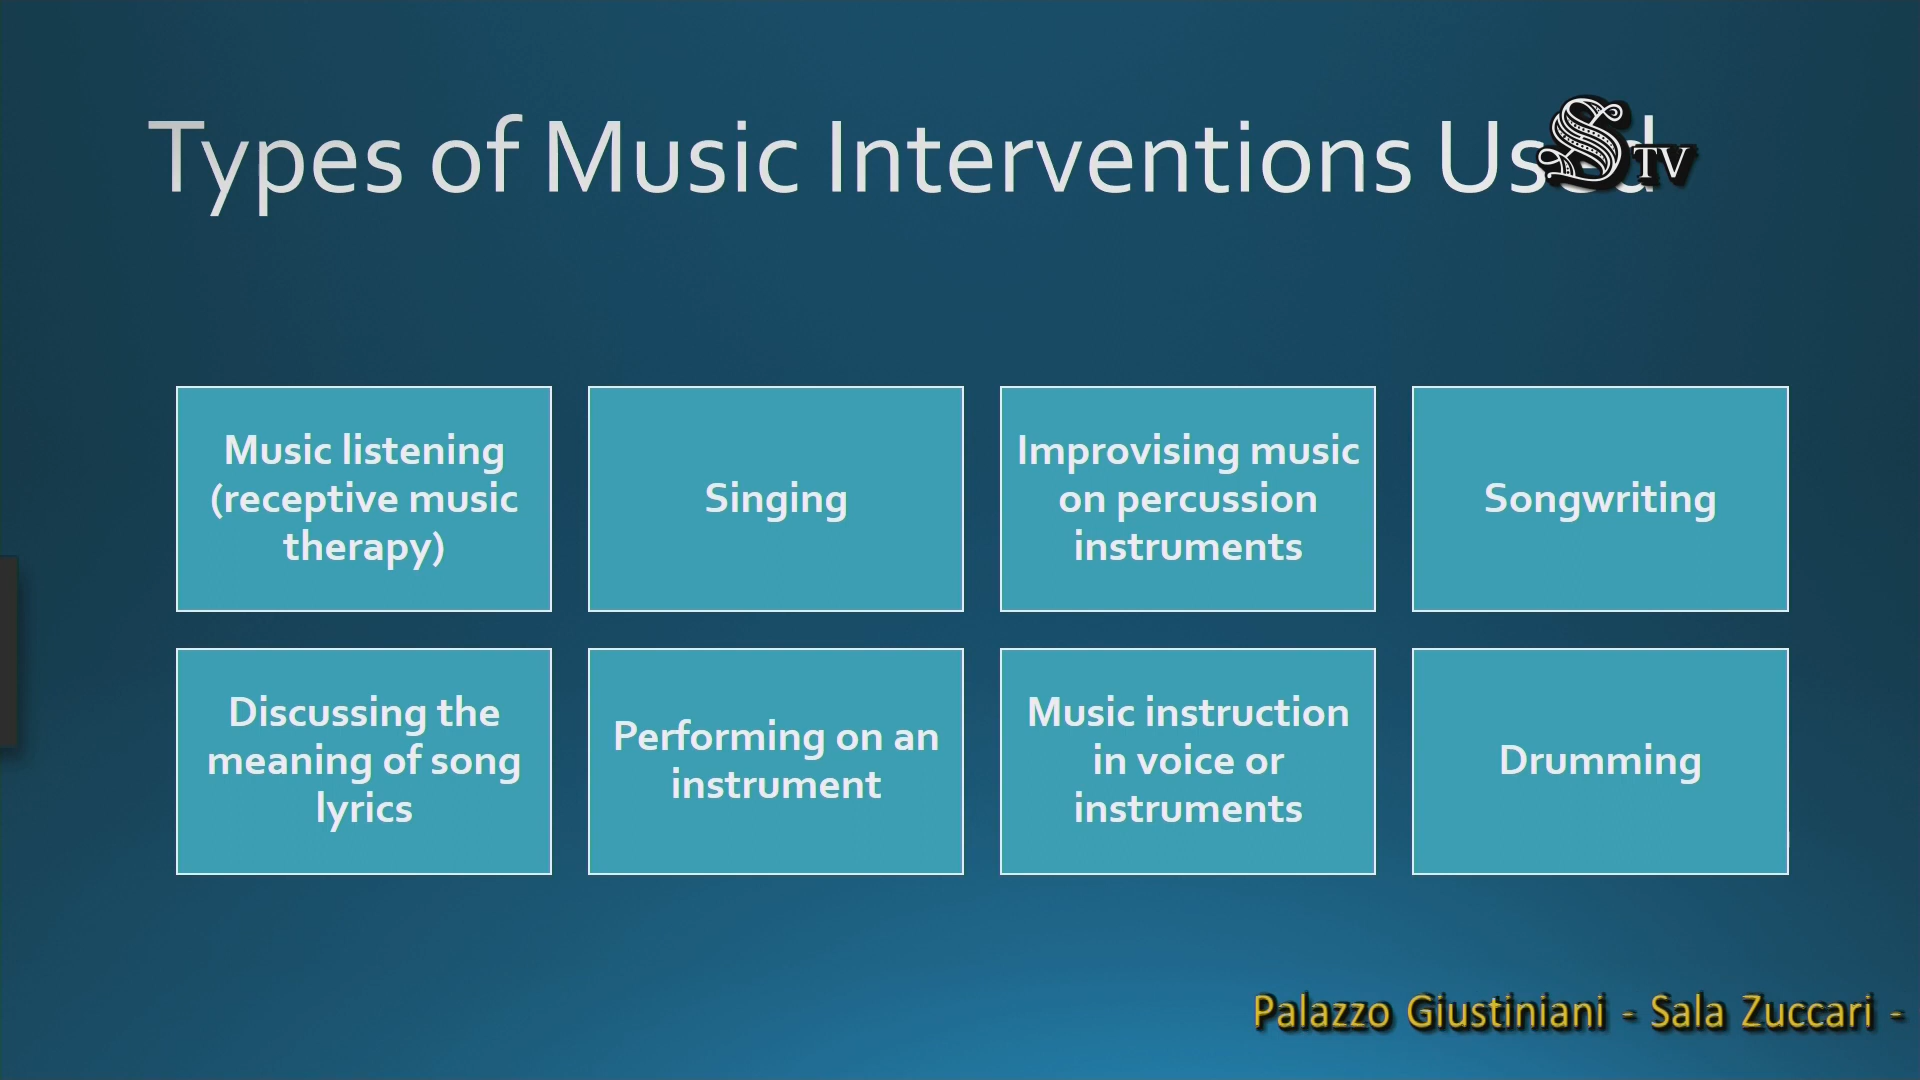 Types of Music Interventions Used
S TV
Music listening
(receptive music
therapy)
Singing
Improvising music
on percussion
instruments
Songwriting
Discussing the
meaning of song
lyrics
Performing on an
instrument
Music instruction
in voice or
instruments
Drumming
Palazzo Giustiniani - Sala Zuccari -